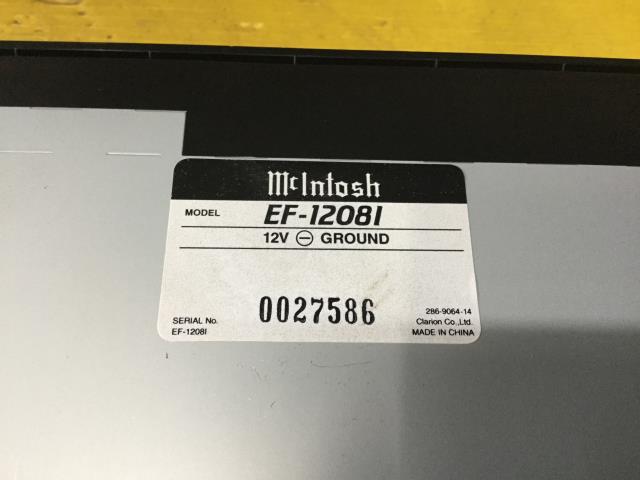 McIntosh
MODEL EF-1208I
12V ⊖ GROUND
0027586
SERIAL No.
EF-1208I
286-9064-14
Clarion Co.,Ltd.
MADE IN CHINA